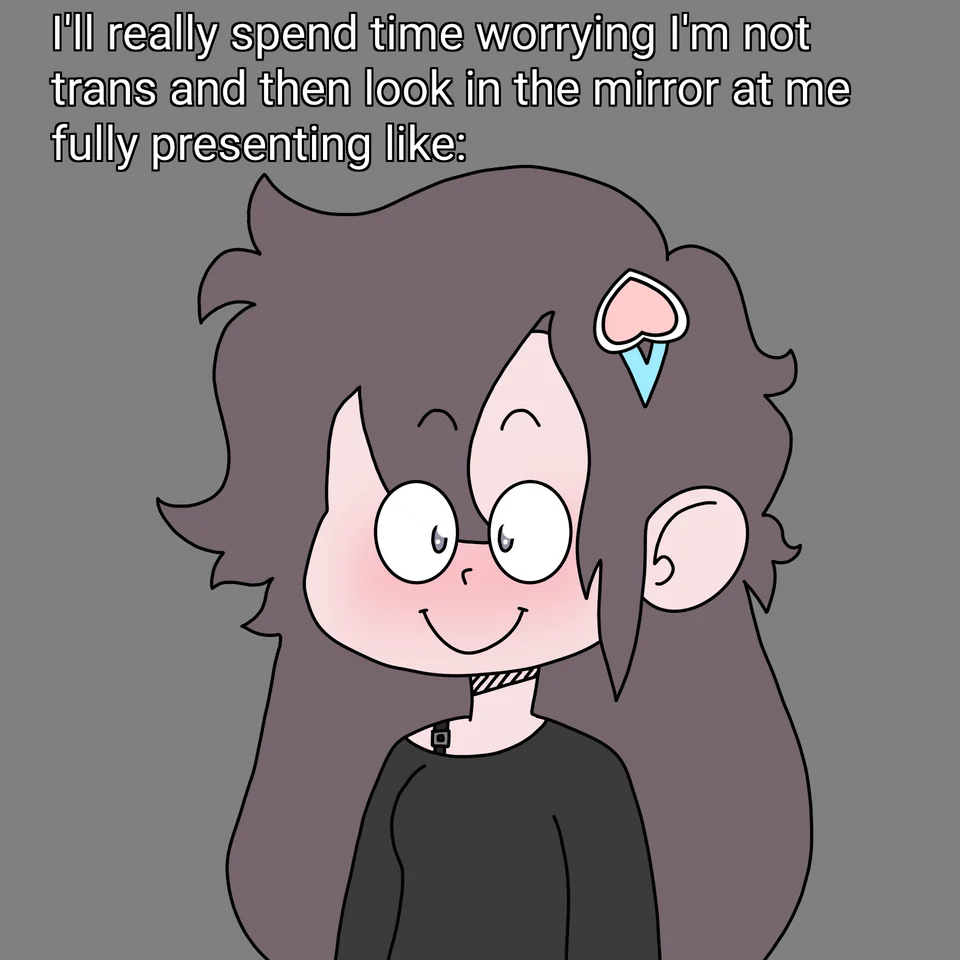 I'll really spend time worrying I'm not
trans and then look in the mirror at me
fully presenting like: